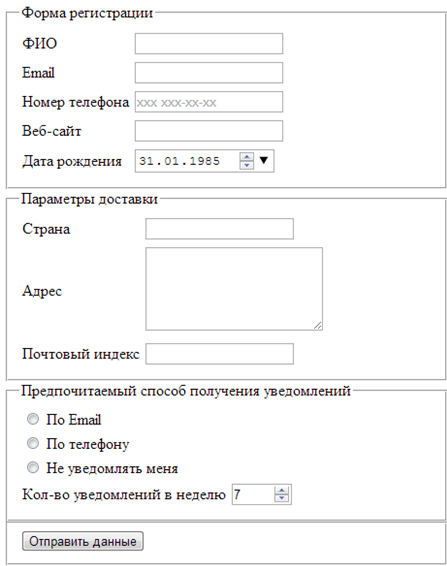 Форма регистрации
ФИО
Email
Номер телефона xxx xxx-xx-xx
Веб-сайт
Дата рождения 31.01.1985
Параметры доставки
Страна
Адрес
Почтовый индекс
Предпочитаемый способ получения уведомлений
По Email
По телефону
Не уведомлять меня
Кол-во уведомлений в неделю 7
Отправить данные